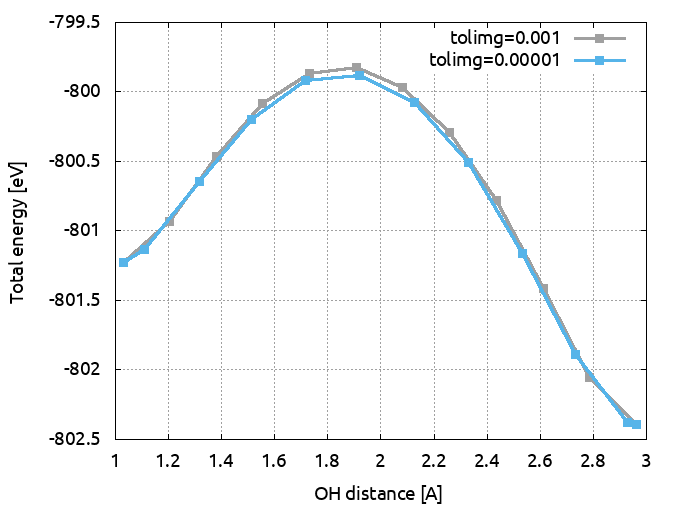 -799.5
tolimg=0.001
tolimg=0.00001
-800
-800.5
-801
-801.5
-802
-802.5
Total energy [eV]
1 1.2 1.4 1.6 1.8 2 2.2 2.4 2.6 2.8 3
OH distance [A]